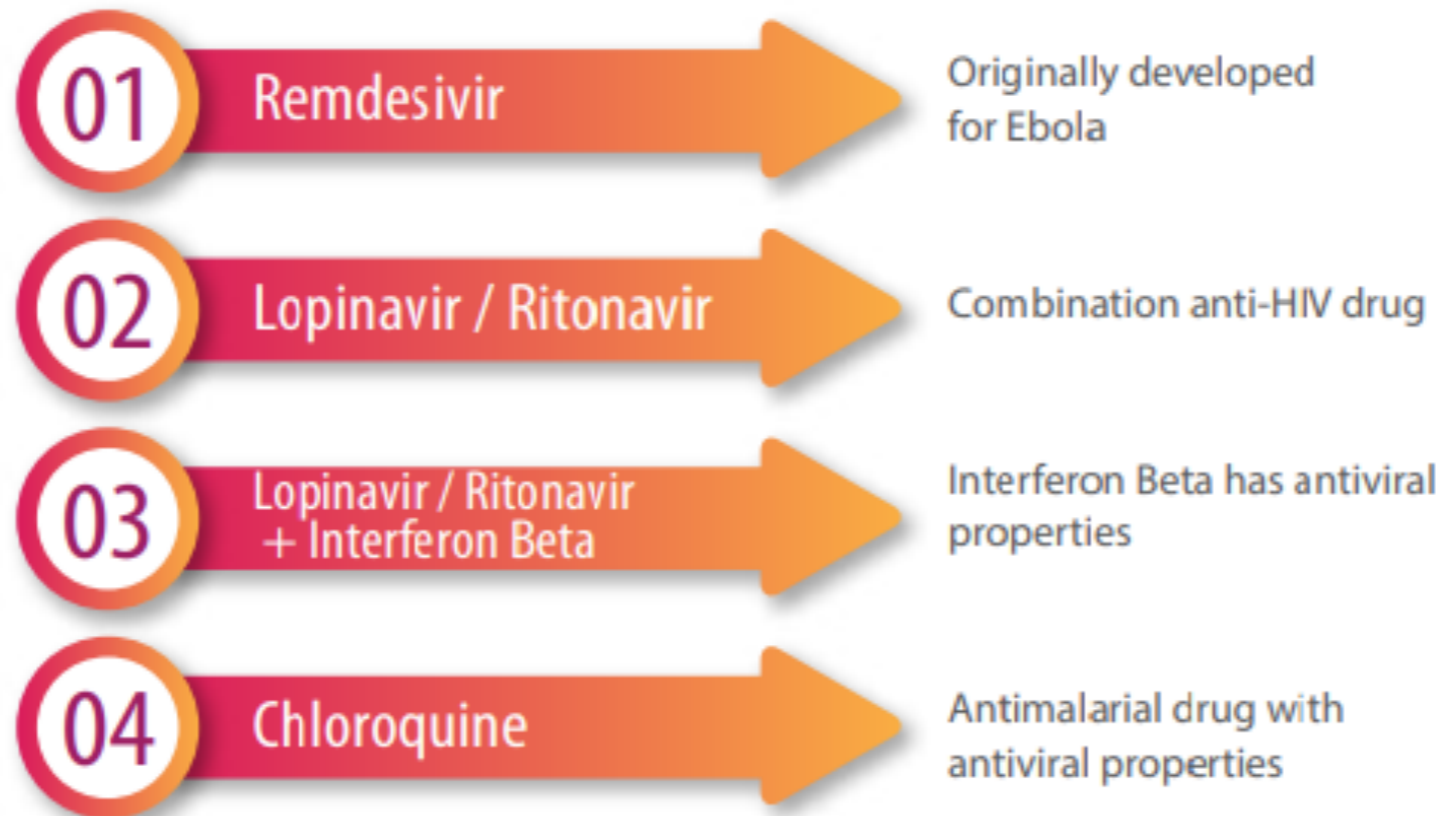 01
Remdesivir
Originally developed
for Ebola
02
Lopinavir / Ritonavir
Combination anti-HIV drug
03
Lopinavir / Ritonavir
+ Interferon Beta
Interferon Beta has antiviral
properties
04
Chloroquine
Antimalarial drug with
antiviral properties